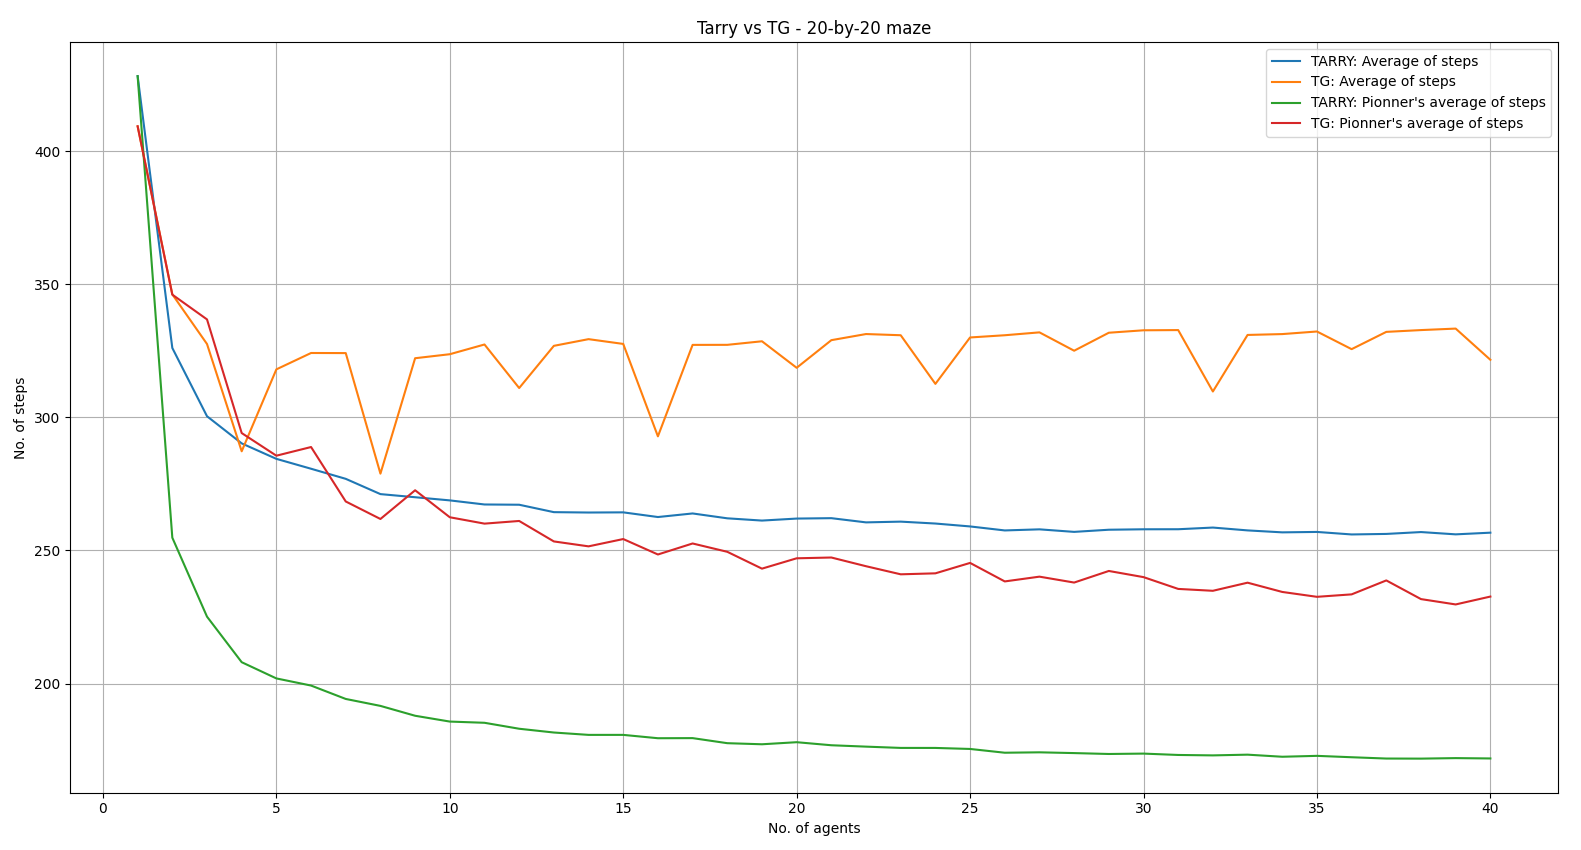 Tarry vs TG - 20-by-20 maze
TARRY: Average of steps
TG: Average of steps
TARRY: Pionner's average of steps
TG: Pionner's average of steps
400
350
300
250
200
No. of steps
0 5 10 15 20 25 30 35 40
No. of agents